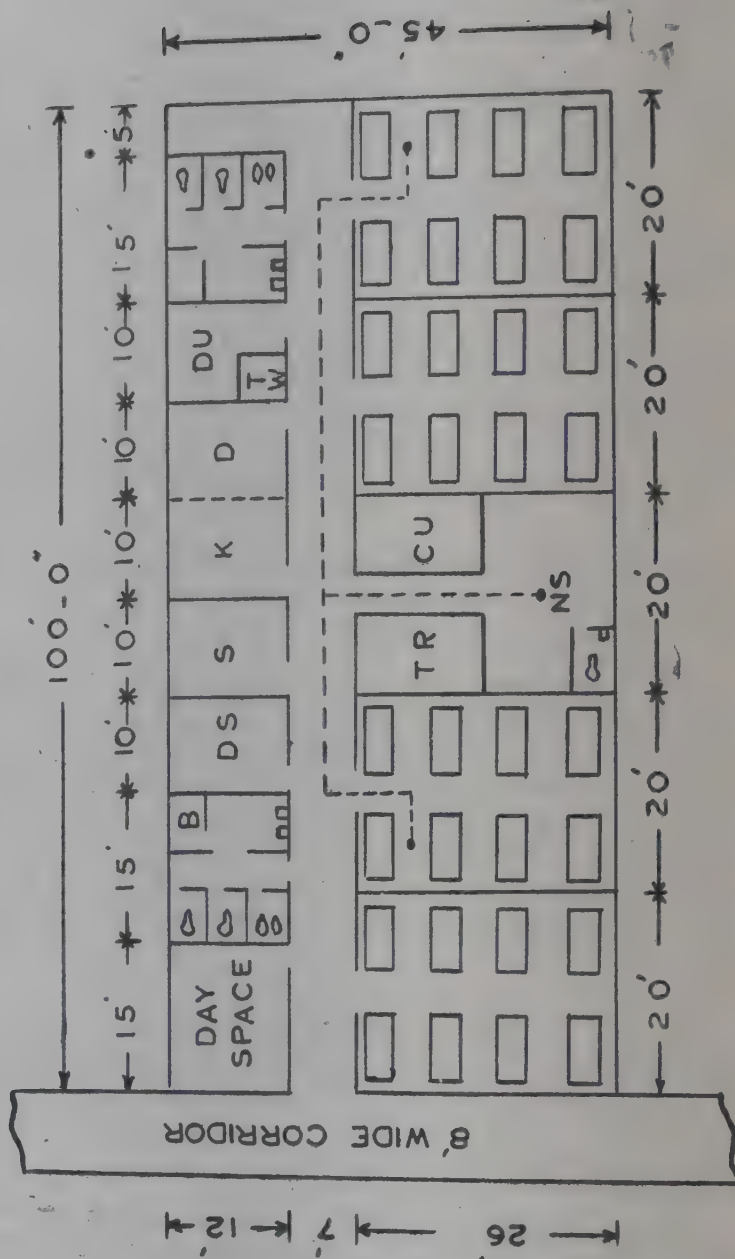 100'-0"
15' 15' 10' 10' 10' 10' 10' 15' 5'
DAY
SPACE
B
DS
S
K
D
DU
T
W
45'-0"
8' WIDE CORRIDOR
12'
7'
26
TR
CU
NS
20' 20' 20' 20' 20'